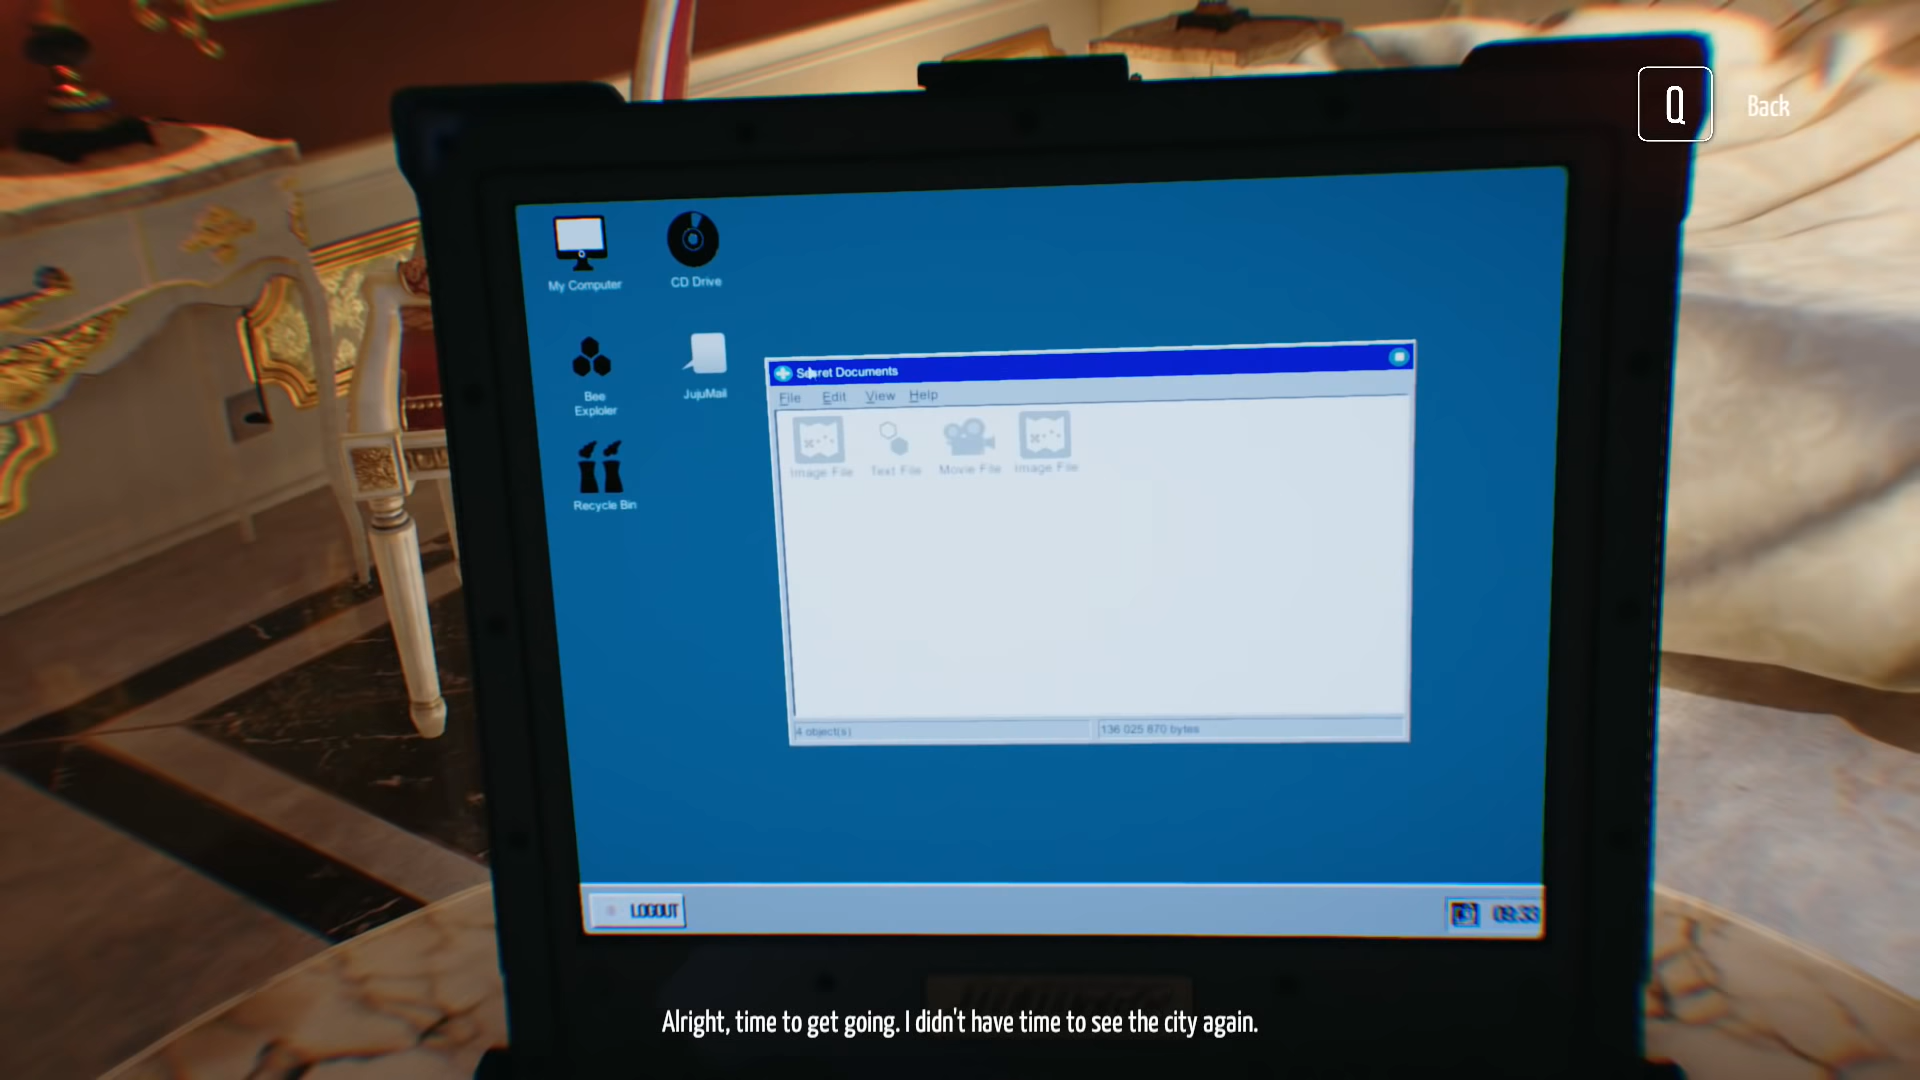 Q Back
My Computer
CD Drive
Bee
Exploler
JujuMail
Recycle Bin
Secret Documents
File Edit View Help
Image File Text File Movie File Image File
4 object(s) 136 025 870 bytes
LOGOUT
09:33
Alright, time to get going. I didn't have time to see the city again.